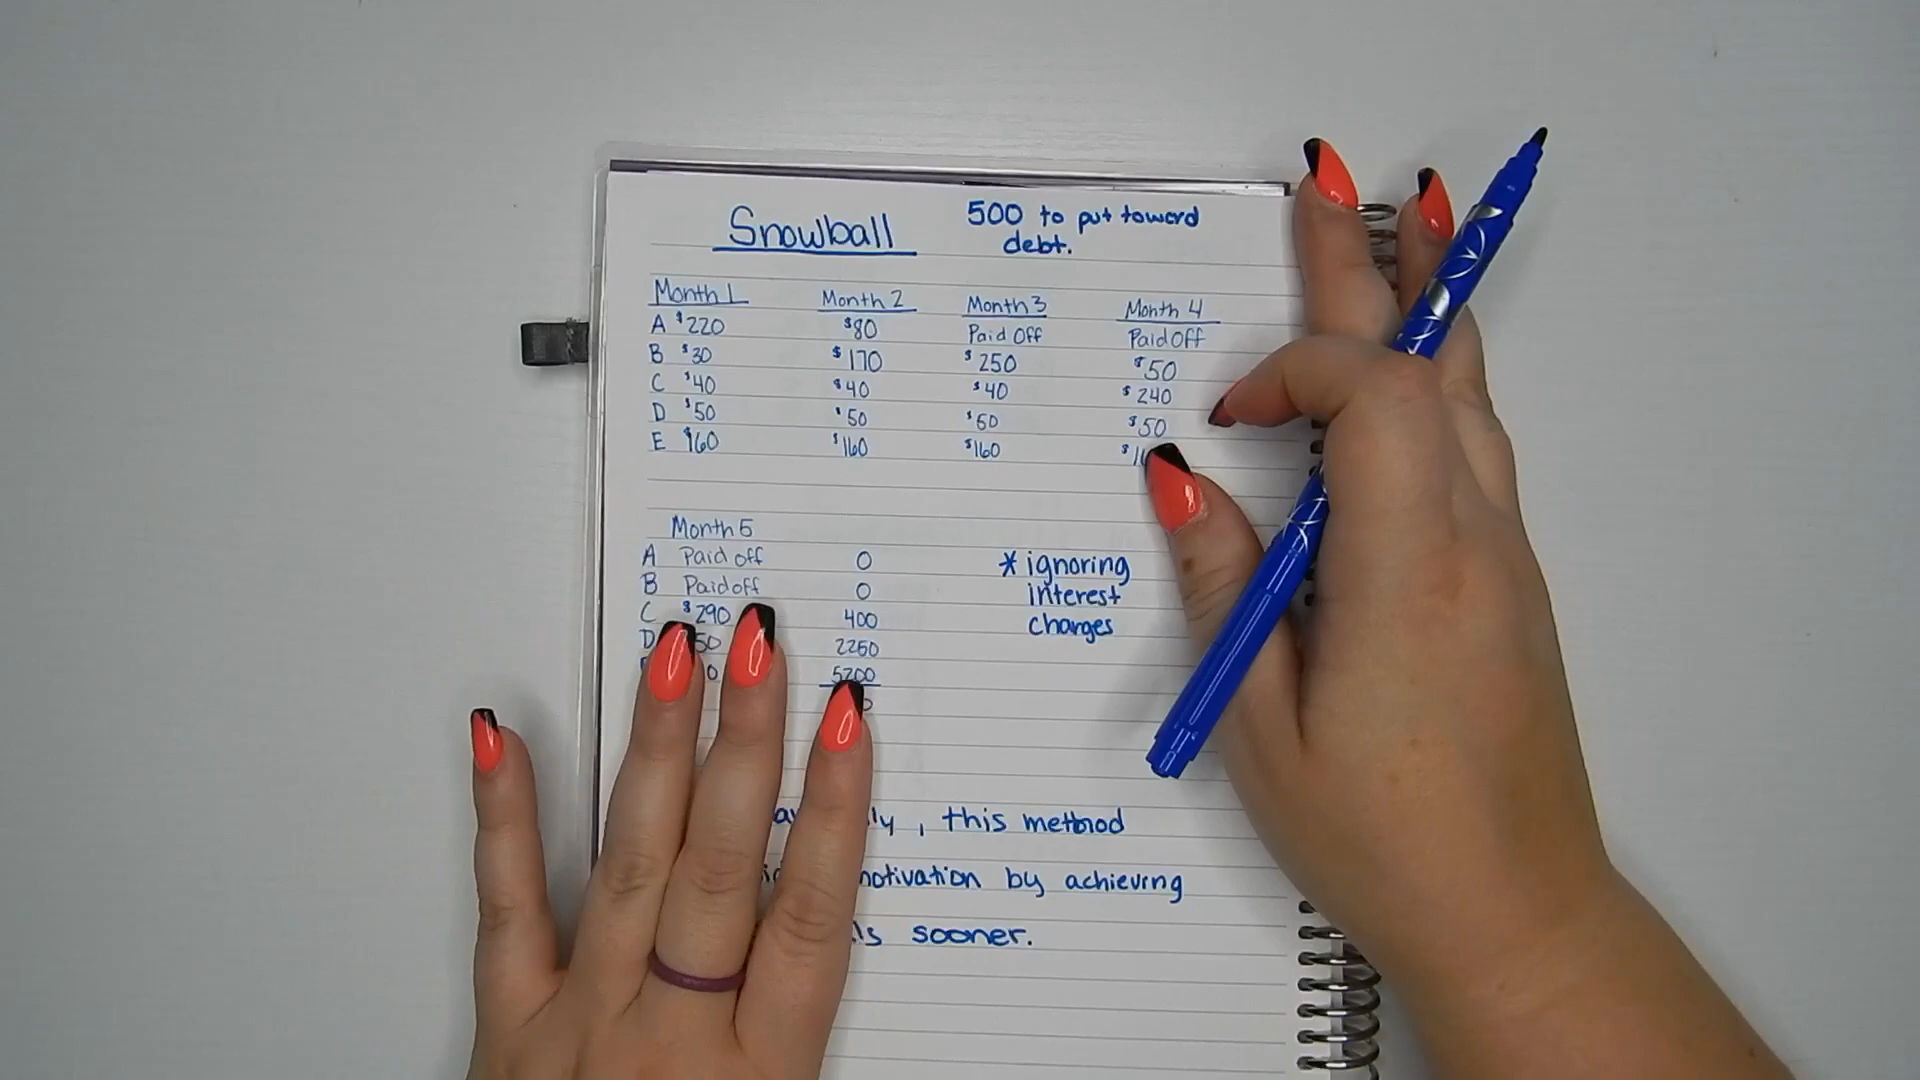 Snowball
500 to put toward
debt.
Month 1 Month 2 Month 3 Month 4
A $220 $80 Paid Off Paid Off
B $30 $170 $250 $50
C $40 $40 $40 $240
D $50 $50 $50 $50
E $160 $160 $160
Month 5
A Paid off 0
B Paid off 0
C $290 400
D 50 2250
5200
* ignoring
interest
charges
, this method
motivation by achieving
sooner.